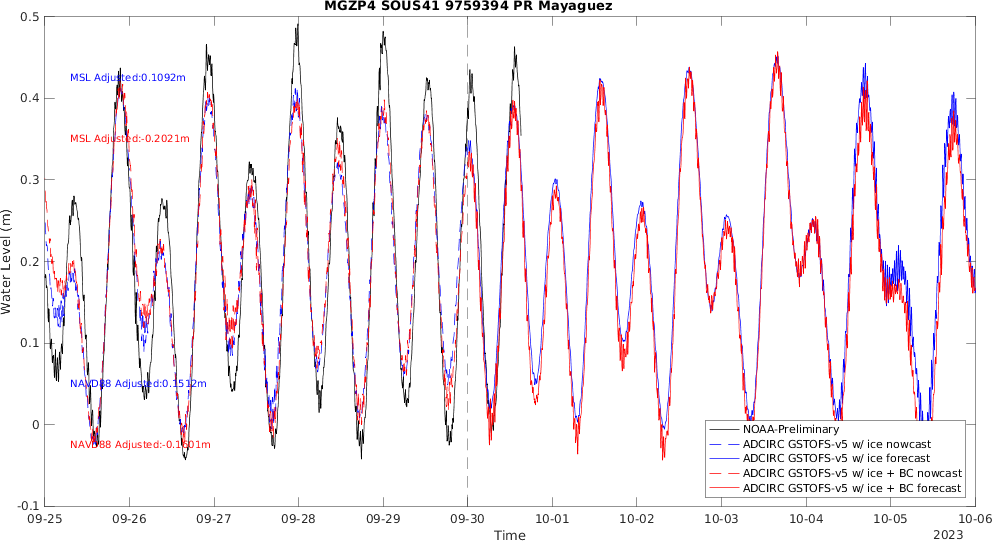 MGZP4 SOUS41 9759394 PR Mayaguez
0.5
0.4
0.3
0.2
0.1
0
-0.1
Water Level (m)
MSL Adjusted:0.1092m
MSL Adjusted:-0.2021m
NAVD88 Adjusted:0.1512m
NAVD88 Adjusted:-0.1601m
NOAA-Preliminary
ADCIRC GSTOFS-v5 w/ ice nowcast
ADCIRC GSTOFS-v5 w/ ice forecast
ADCIRC GSTOFS-v5 w/ ice + BC nowcast
ADCIRC GSTOFS-v5 w/ ice + BC forecast
09-25 09-26 09-27 09-28 09-29 09-30 10-01 10-02 10-03 10-04 10-05 10-06
Time
2023